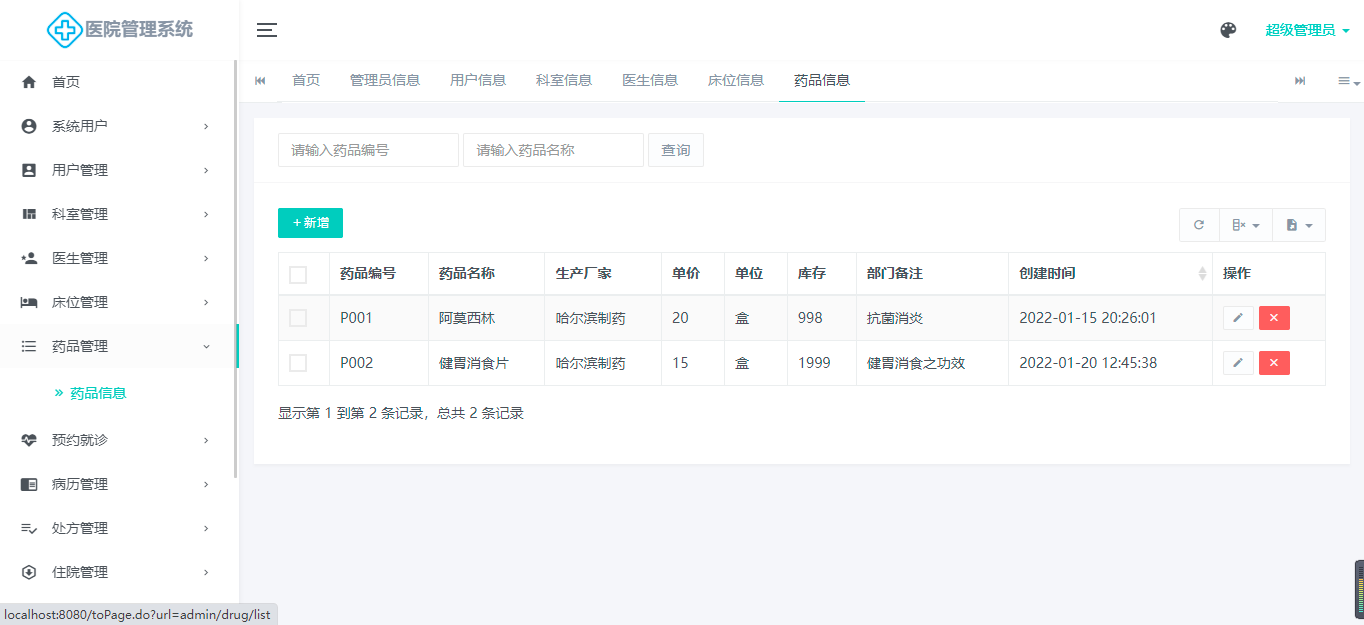 医院管理系统
超级管理员
首页
系统用户
用户管理
科室管理
医生管理
床位管理
药品管理
» 药品信息
预约就诊
病历管理
处方管理
住院管理
首页 管理员信息 用户信息 科室信息 医生信息 床位信息 药品信息
请输入药品编号 请输入药品名称 查询
+新增
药品编号 药品名称 生产厂家 单价 单位 库存 部门备注 创建时间 操作
P001 阿莫西林 哈尔滨制药 20 盒 998 抗菌消炎 2022-01-15 20:26:01
P002 健胃消食片 哈尔滨制药 15 盒 1999 健胃消食之功效 2022-01-20 12:45:38
显示第 1 到第 2 条记录，总共 2 条记录
localhost:8080/toPage.do?url=admin/drug/list